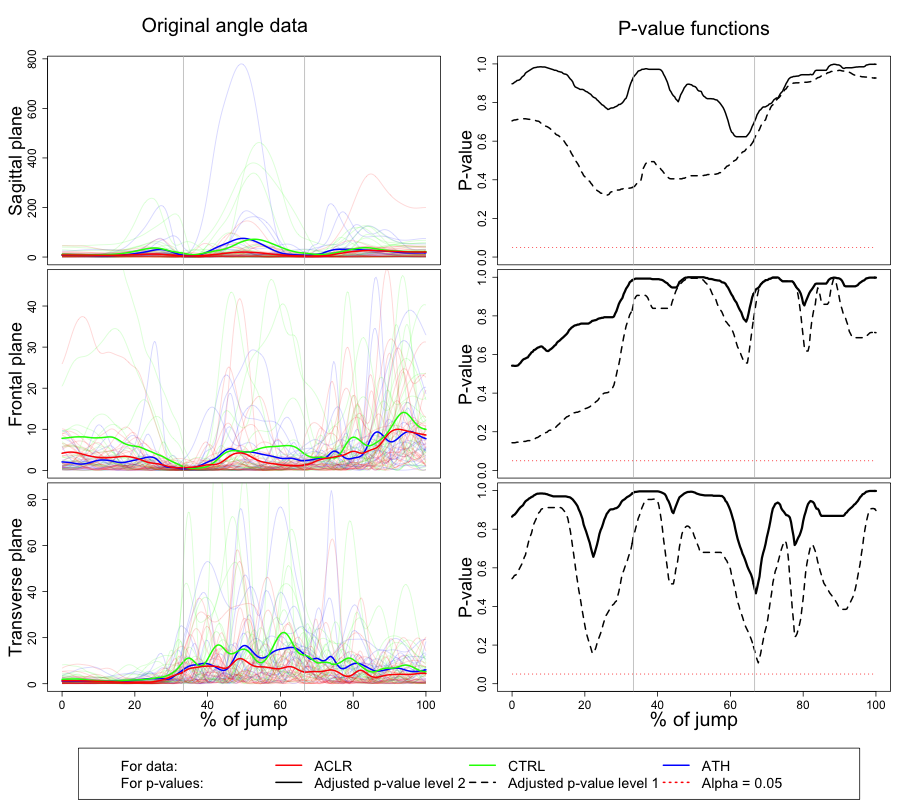 Original angle data
P-value functions
Sagittal plane
0 200 400 600 800
P-value
0.0 0.2 0.4 0.6 0.8 1.0
Frontal plane
0 10 20 30 40
P-value
0.0 0.2 0.4 0.6 0.8 1.0
Transverse plane
0 20 40 60 80
P-value
0.0 0.2 0.4 0.6 0.8 1.0
0 20 40 60 80 100
% of jump
0 20 40 60 80 100
% of jump
For data: ACLR CTRL ATH
For p-values: Adjusted p-value level 2 Adjusted p-value level 1 Alpha = 0.05